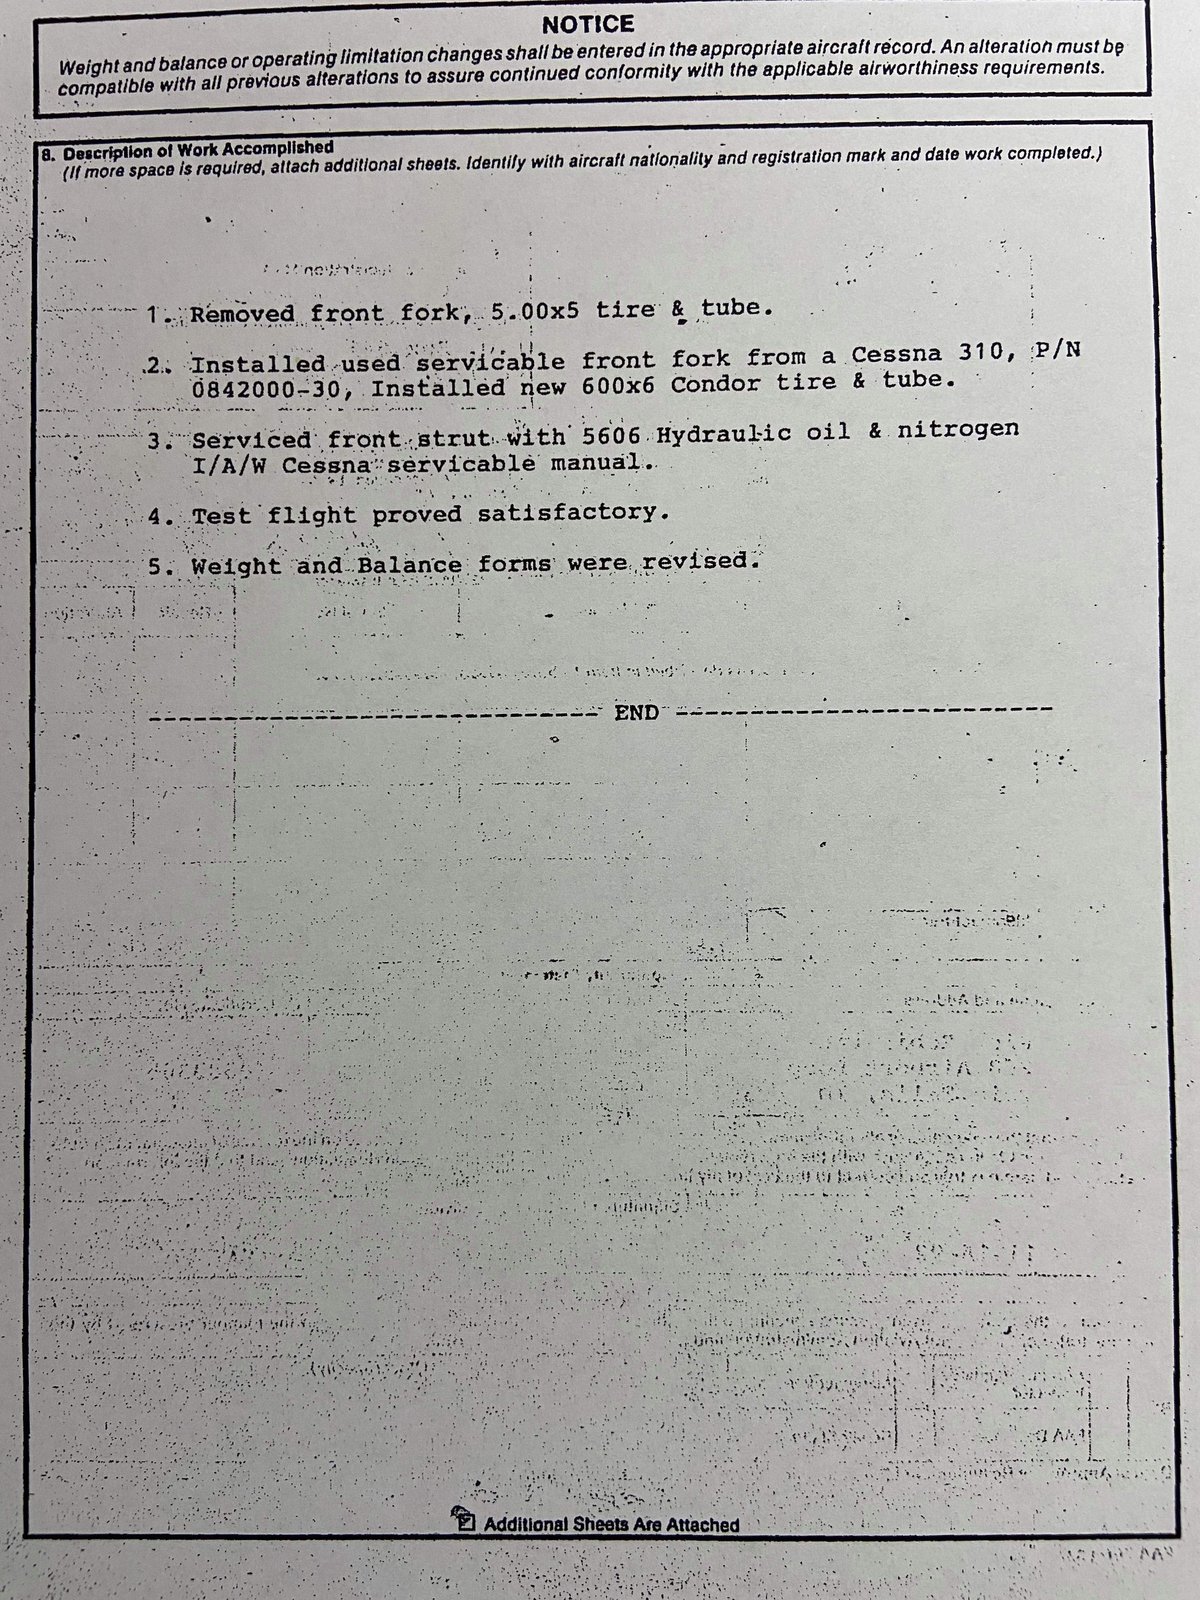 NOTICE
Weight and balance or operating limitation changes shall be entered in the appropriate aircraft record. An alteration must be
compatible with all previous alterations to assure continued conformity with the applicable airworthiness requirements.
8. Description of Work Accomplished
(If more space is required, attach additional sheets. Identify with aircraft nationality and registration mark and date work completed.)
1. Removed front fork, 5.00x5 tire & tube.
2. Installed used servicable front fork from a Cessna 310, P/N
0842000-30, Installed new 600x6 Condor tire & tube.
3. Serviced front strut with 5606 Hydraulic oil & nitrogen
I/A/W Cessna servicable manual.
4. Test flight proved satisfactory.
5. Weight and Balance forms were revised.
------------------------------ END -------------------------
Additional Sheets Are Attached